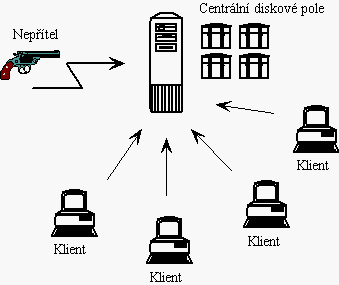 Centrální diskové pole
Nepřítel
Klient
Klient
Klient
Klient